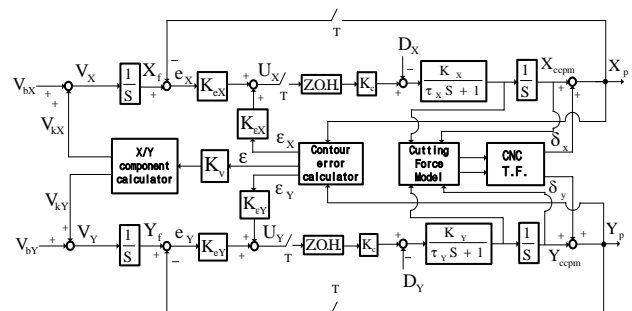 T
V_bX + V_X 1/S X_f + − e_X K_eX + + U_X T Z.O.H. K_c D_X − + K_X / τ_X S + 1 1/S X_ccpm + + X_p
V_kX + K_εX ε_X δ_x
X/Y component calculator K_v ε Contour error calculator Cutting Force Model CNC T.F.
V_kY + K_εY ε_Y δ_y
V_bY + V_Y 1/S Y_f + − e_Y K_eY + + U_Y T Z.O.H. K_c + − D_Y K_Y / τ_Y S + 1 1/S Y_ccpm + + Y_p
T